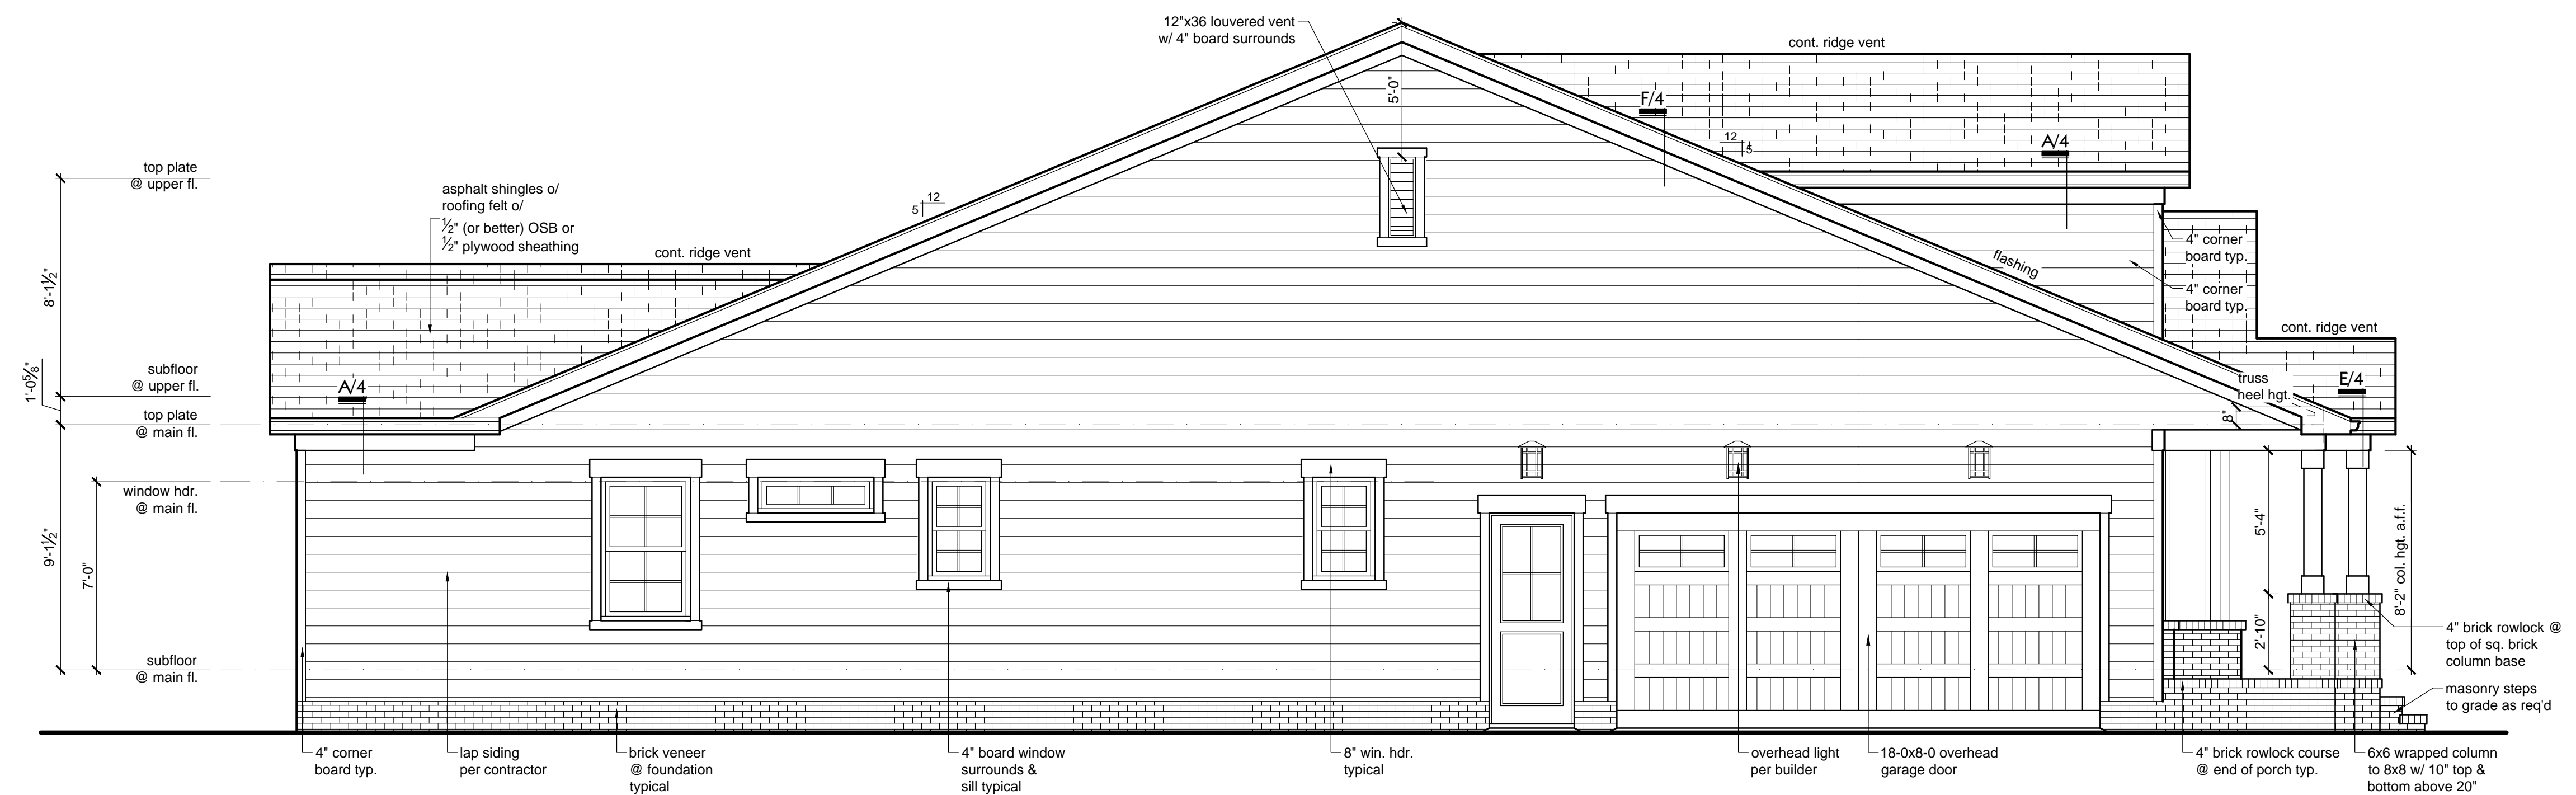 12"x36 louvered vent
w/ 4" board surrounds
cont. ridge vent
5'-0"
F/4
12
5
A/4
top plate
@ upper fl.
asphalt shingles o/
roofing felt o/
½" (or better) OSB or
½" plywood sheathing
12
5
cont. ridge vent
4" corner
board typ.
flashing
4" corner
board typ.
8'-1½"
cont. ridge vent
subfloor
@ upper fl.
1'-0⅝"
A/4
truss
heel hgt.
E/4
top plate
@ main fl.
8"
window hdr.
@ main fl.
9'-1½"
7'-0"
5'-4"
8'-2" col. hgt. a.f.f.
2'-10"
subfloor
@ main fl.
4" brick rowlock @
top of sq. brick
column base
masonry steps
to grade as req'd
4" corner
board typ.
lap siding
per contractor
brick veneer
@ foundation
typical
4" board window
surrounds &
sill typical
8" win. hdr.
typical
overhead light
per builder
18-0x8-0 overhead
garage door
4" brick rowlock course
@ end of porch typ.
6x6 wrapped column
to 8x8 w/ 10" top &
bottom above 20"